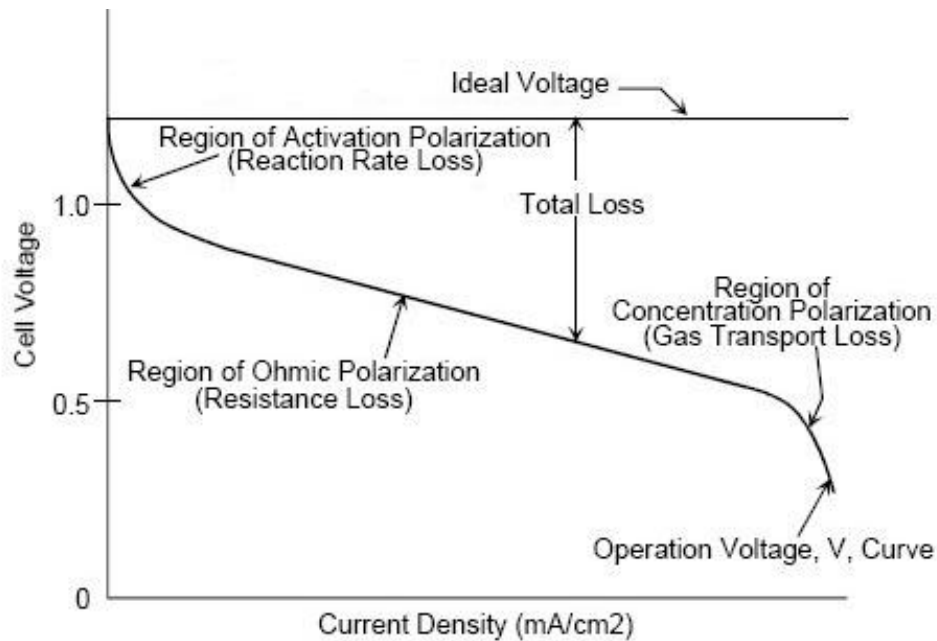 Ideal Voltage
Region of Activation Polarization
(Reaction Rate Loss)
1.0
Total Loss
Cell Voltage
Region of
Concentration Polarization
(Gas Transport Loss)
Region of Ohmic Polarization
(Resistance Loss)
0.5
Operation Voltage, V, Curve
0
Current Density (mA/cm2)